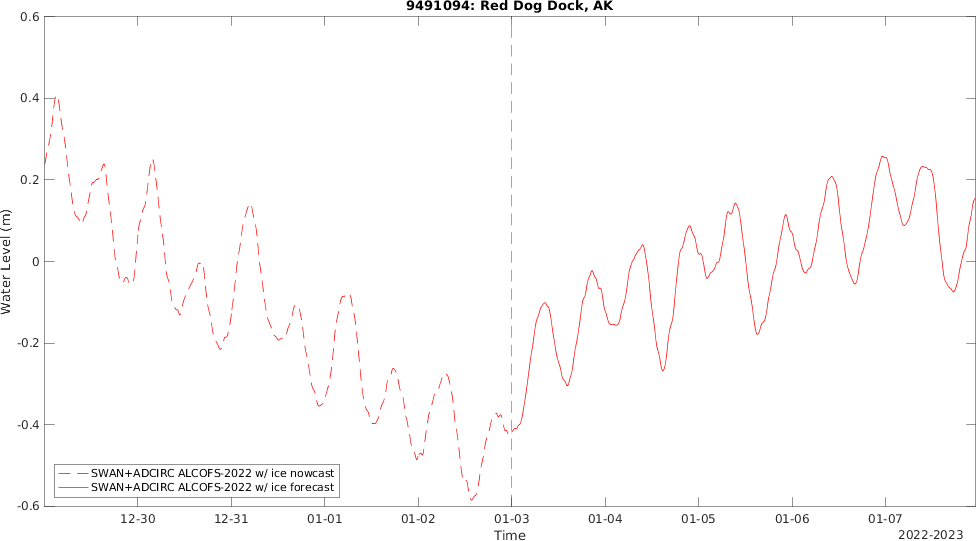 9491094: Red Dog Dock, AK
Water Level (m)
0.6
0.4
0.2
0
-0.2
-0.4
-0.6
SWAN+ADCIRC ALCOFS-2022 w/ ice nowcast
SWAN+ADCIRC ALCOFS-2022 w/ ice forecast
12-30 12-31 01-01 01-02 01-03 01-04 01-05 01-06 01-07
Time
2022-2023